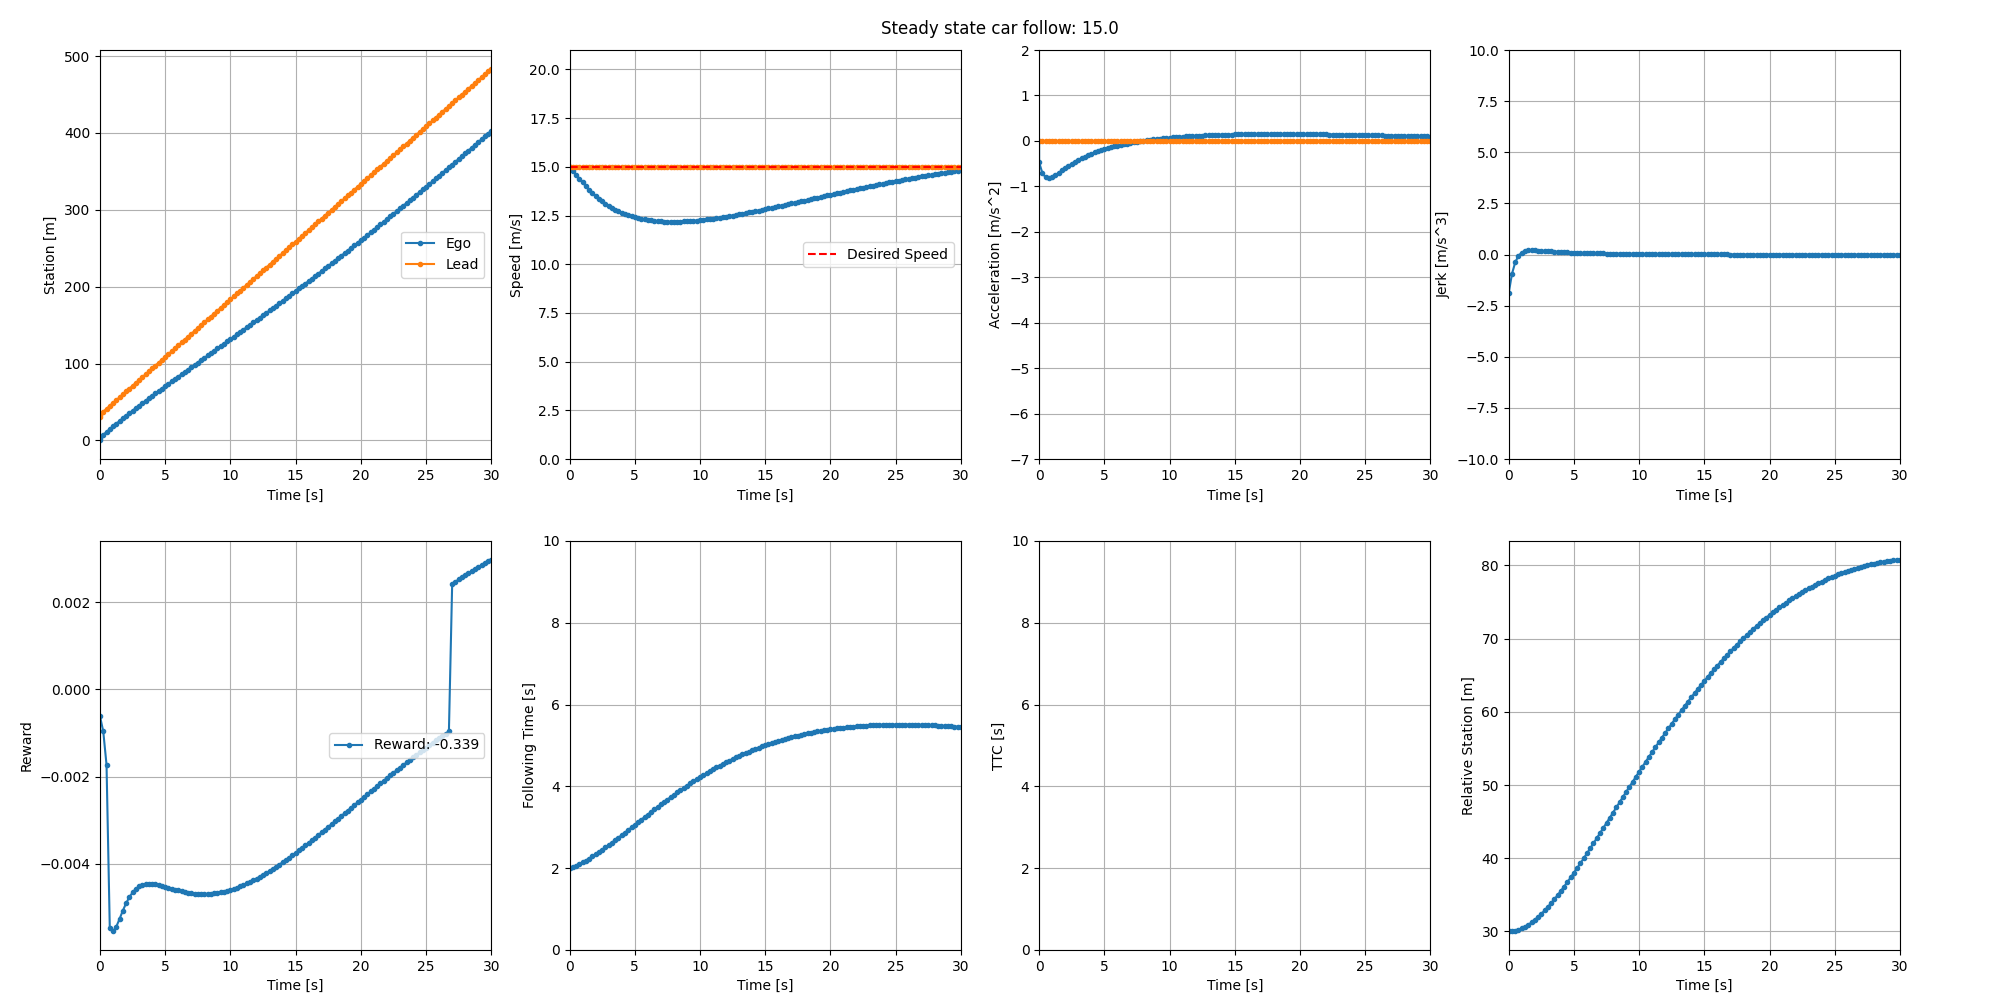 Steady state car follow: 15.0
Station [m]
500
400
300
200
100
0
Ego
Lead
0 5 10 15 20 25 30
Time [s]
Speed [m/s]
20.0
17.5
15.0
12.5
10.0
7.5
5.0
2.5
0.0
Desired Speed
0 5 10 15 20 25 30
Time [s]
Acceleration [m/s^2]
2
1
0
−1
−2
−3
−4
−5
−6
−7
0 5 10 15 20 25 30
Time [s]
Jerk [m/s^3]
10.0
7.5
5.0
2.5
0.0
−2.5
−5.0
−7.5
−10.0
0 5 10 15 20 25 30
Time [s]
Reward
0.002
0.000
−0.002
−0.004
Reward: -0.339
0 5 10 15 20 25 30
Time [s]
Following Time [s]
10
8
6
4
2
0
0 5 10 15 20 25 30
Time [s]
TTC [s]
10
8
6
4
2
0
0 5 10 15 20 25 30
Time [s]
Relative Station [m]
80
70
60
50
40
30
0 5 10 15 20 25 30
Time [s]